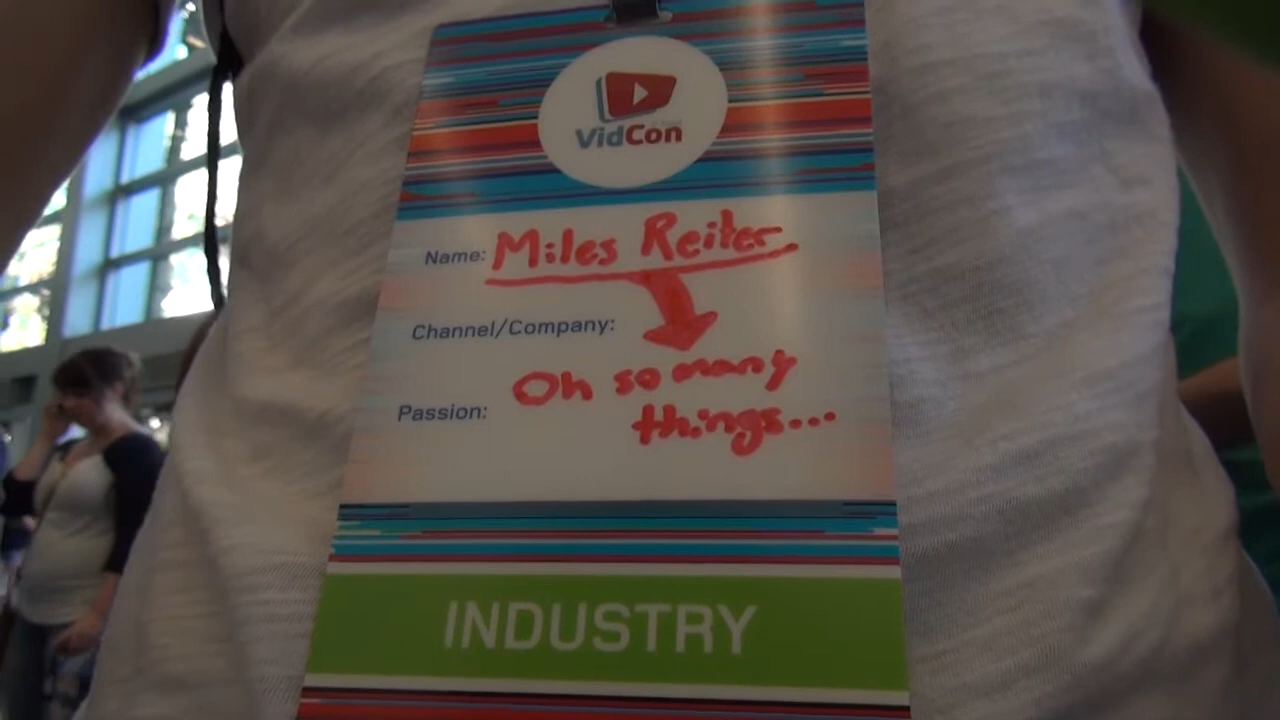 VidCon
Name: Miles Reiter
Channel/Company:
Oh so many
Passion: things...
INDUSTRY